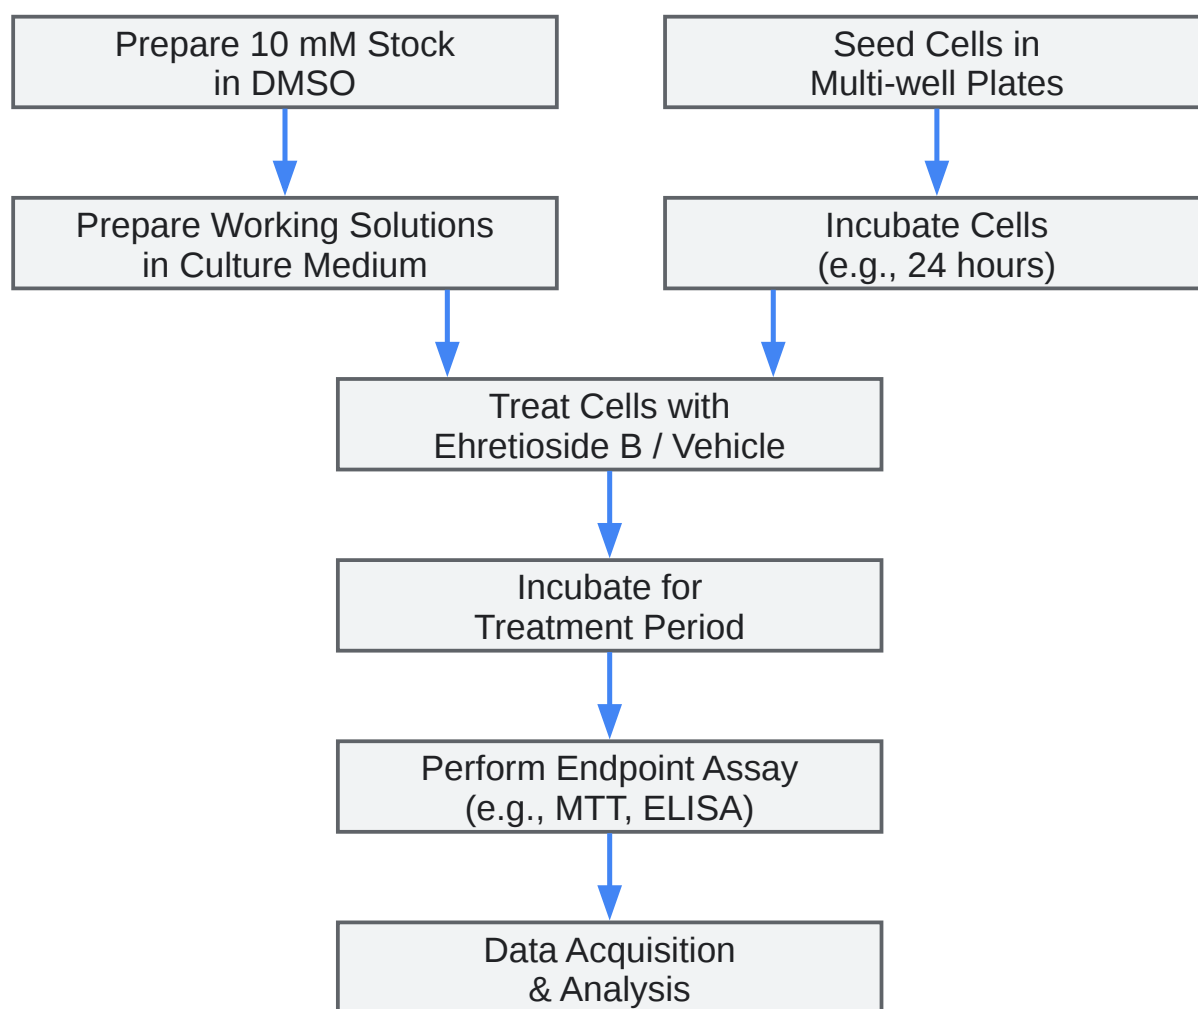 Prepare 10 mM Stock
in DMSO
Seed Cells in
Multi-well Plates
Prepare Working Solutions
in Culture Medium
Incubate Cells
(e.g., 24 hours)
Treat Cells with
Ehretioside B / Vehicle
Incubate for
Treatment Period
Perform Endpoint Assay
(e.g., MTT, ELISA)
Data Acquisition
& Analysis